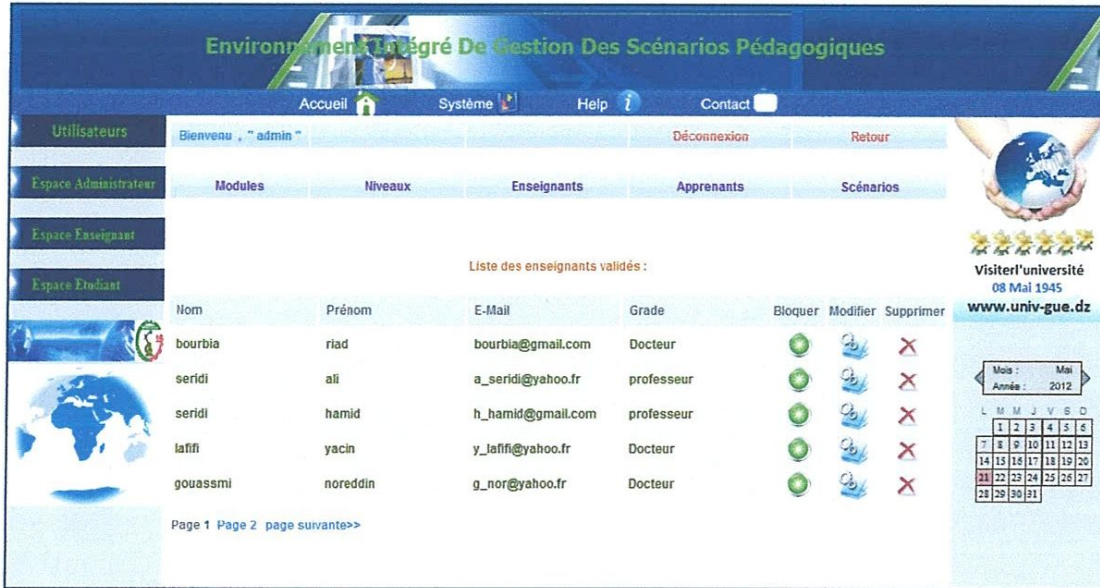 Environnement Intégré De Gestion Des Scénarios Pédagogiques
Accueil Système Help i Contact
Utilisateurs
Espace Administrateur
Espace Enseignant
Espace Etudiant
Bienvenu , " admin " Déconnexion Retour
Modules Niveaux Enseignants Apprenants Scénarios
Liste des enseignants validés :
Nom Prénom E-Mail Grade Bloquer Modifier Supprimer
bourbia riad bourbia@gmail.com Docteur
seridi ali a_seridi@yahoo.fr professeur
seridi hamid h_hamid@gmail.com professeur
lafifi yacin y_lafifi@yahoo.fr Docteur
gouassmi noreddin g_nor@yahoo.fr Docteur
Page 1 Page 2 page suivante>>
Visiterl'université
08 Mai 1945
www.univ-gue.dz
Mois : Mai
Année : 2012
L M M J V S D
1 2 3 4 5 6
7 8 9 10 11 12 13
14 15 16 17 18 19 20
21 22 23 24 25 26 27
28 29 30 31